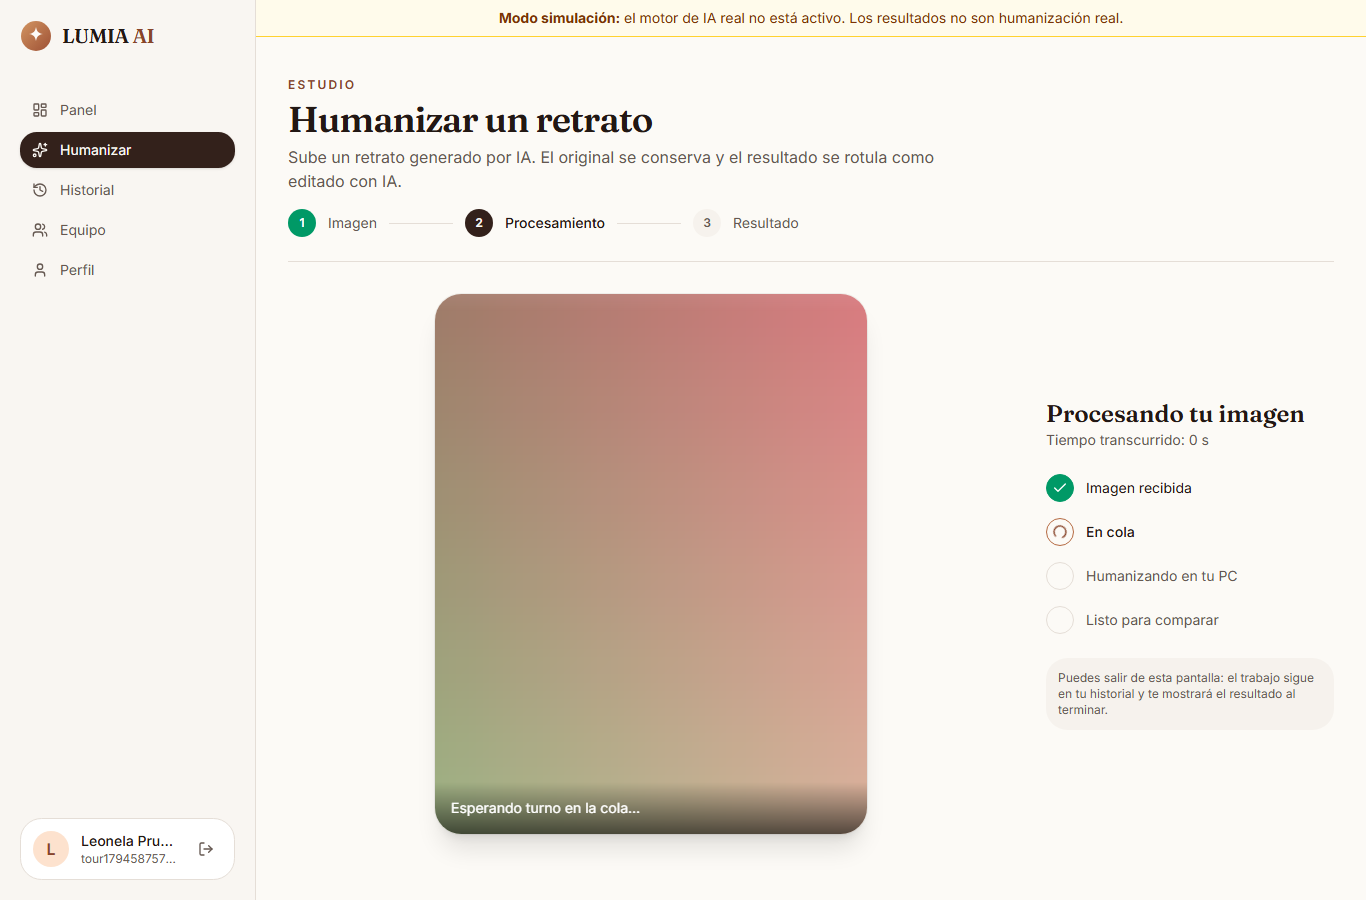 LUMIA AI
Modo simulación: el motor de IA real no está activo. Los resultados no son humanización real.
Panel
Humanizar
Historial
Equipo
Perfil
ESTUDIO
Humanizar un retrato
Sube un retrato generado por IA. El original se conserva y el resultado se rotula como
editado con IA.
1 Imagen 2 Procesamiento 3 Resultado
Esperando turno en la cola...
Procesando tu imagen
Tiempo transcurrido: 0 s
Imagen recibida
En cola
Humanizando en tu PC
Listo para comparar
Puedes salir de esta pantalla: el trabajo sigue
en tu historial y te mostrará el resultado al
terminar.
L
Leonela Pru...
tour179458757...